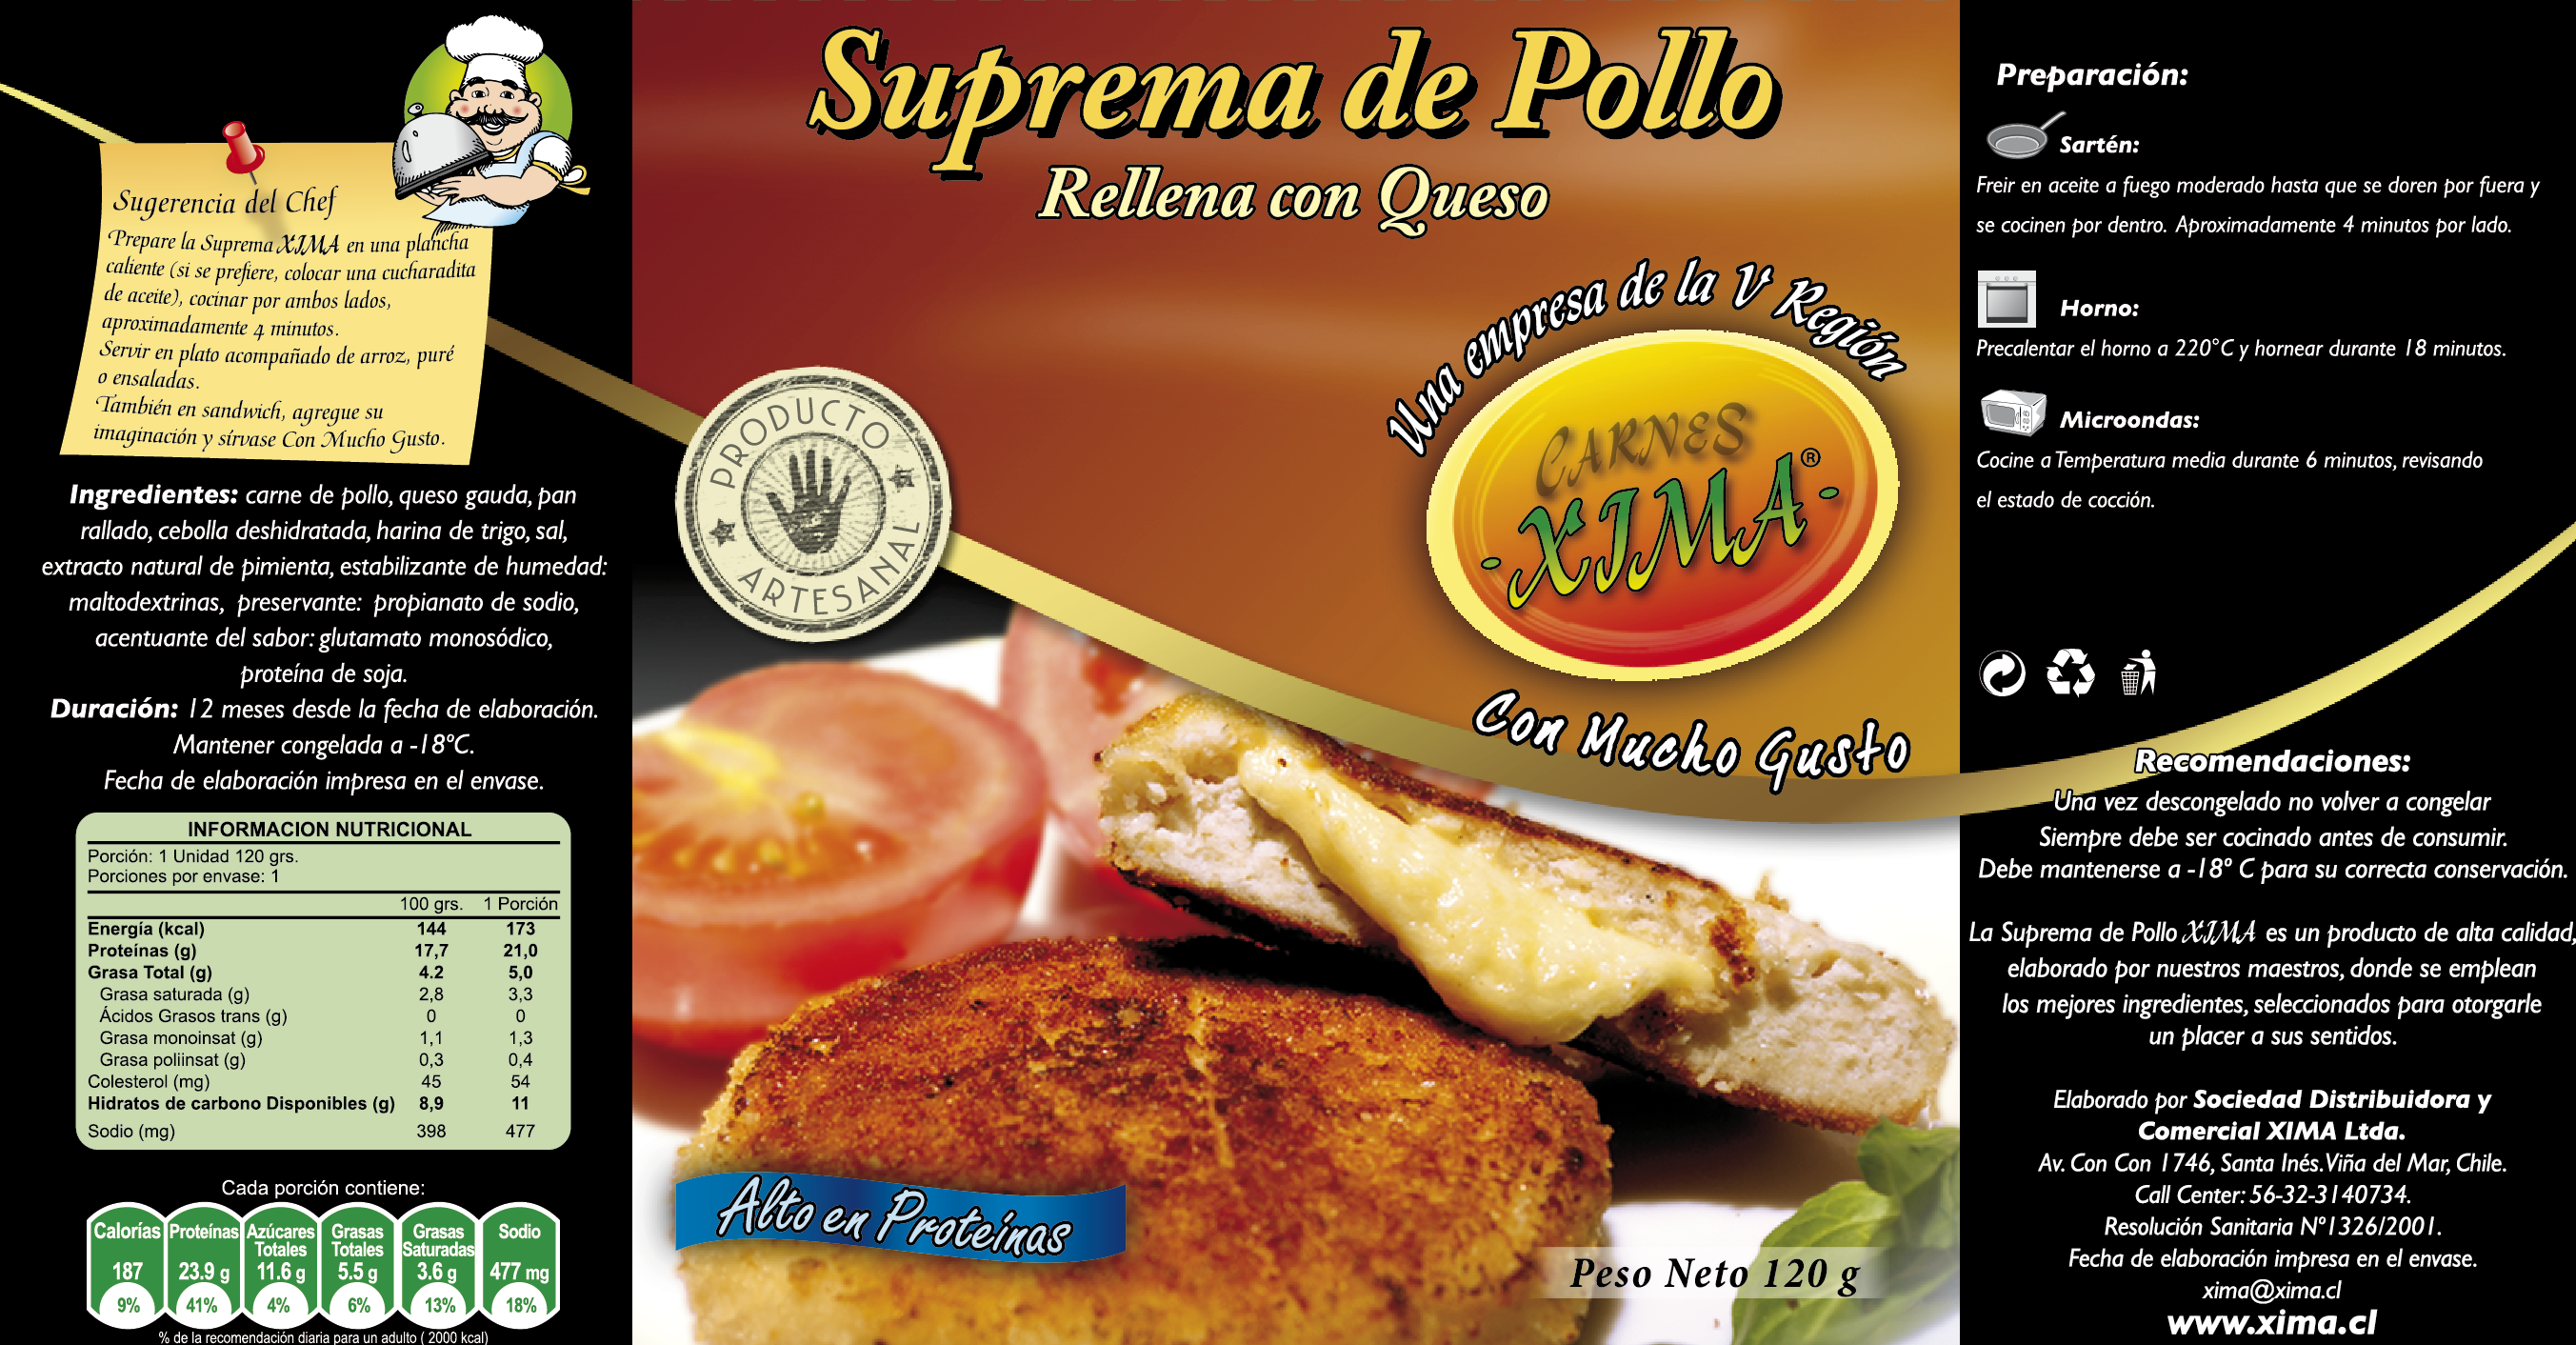 Sugerencia del Chef
Prepare la Suprema XIMA en una plancha
caliente (si se prefiere, colocar una cucharadita
de aceite), cocinar por ambos lados,
aproximadamente 4 minutos.
Servir en plato acompañado de arroz, puré
o ensaladas.
También en sandwich, agregue su
imaginación y sírvase Con Mucho Gusto.
Ingredientes: carne de pollo, queso gauda, pan
rallado, cebolla deshidratada, harina de trigo, sal,
extracto natural de pimienta, estabilizante de humedad:
maltodextrinas, preservante: propianato de sodio,
acentuante del sabor: glutamato monosódico,
proteína de soja.
Duración: 12 meses desde la fecha de elaboración.
Mantener congelada a -18ºC.
Fecha de elaboración impresa en el envase.
INFORMACION NUTRICIONAL
Porción: 1 Unidad 120 grs.
Porciones por envase: 1
100 grs. 1 Porción
Energía (kcal) 144 173
Proteínas (g) 17,7 21,0
Grasa Total (g) 4.2 5,0
Grasa saturada (g) 2,8 3,3
Ácidos Grasos trans (g) 0 0
Grasa monoinsat (g) 1,1 1,3
Grasa poliinsat (g) 0,3 0,4
Colesterol (mg) 45 54
Hidratos de carbono Disponibles (g) 8,9 11
Sodio (mg) 398 477
Cada porción contiene:
Calorías 187 9%
Proteínas 23.9 g 41%
Azúcares Totales 11.6 g 4%
Grasas Totales 5.5 g 6%
Grasas Saturadas 3.6 g 13%
Sodio 477 mg 18%
% de la recomendación diaria para un adulto ( 2000 kcal)
Suprema de Pollo
Rellena con Queso
PRODUCTO
ARTESANAL
Una empresa de la V Región
CARNES
-XIMA-®
Con Mucho Gusto
Alto en Proteínas
Peso Neto 120 g
Preparación:
Sartén:
Freir en aceite a fuego moderado hasta que se doren por fuera y
se cocinen por dentro. Aproximadamente 4 minutos por lado.
Horno:
Precalentar el horno a 220°C y hornear durante 18 minutos.
Microondas:
Cocine a Temperatura media durante 6 minutos, revisando
el estado de cocción.
Recomendaciones:
Una vez descongelado no volver a congelar
Siempre debe ser cocinado antes de consumir.
Debe mantenerse a -18º C para su correcta conservación.
La Suprema de Pollo XIMA es un producto de alta calidad,
elaborado por nuestros maestros, donde se emplean
los mejores ingredientes, seleccionados para otorgarle
un placer a sus sentidos.
Elaborado por Sociedad Distribuidora y
Comercial XIMA Ltda.
Av. Con Con 1746, Santa Inés. Viña del Mar, Chile.
Call Center: 56-32-3140734.
Resolución Sanitaria Nº1326/2001.
Fecha de elaboración impresa en el envase.
xima@xima.cl
www.xima.cl